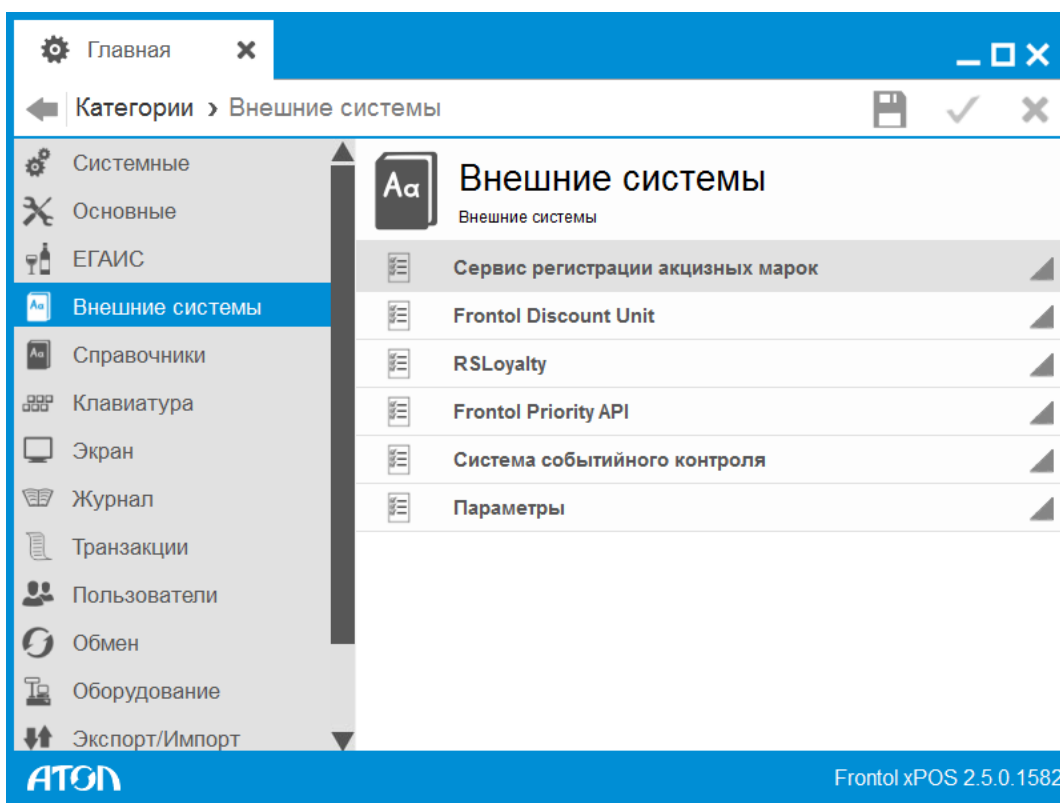 Главная
Категории › Внешние системы
Системные
Основные
ЕГАИС
Внешние системы
Справочники
Клавиатура
Экран
Журнал
Транзакции
Пользователи
Обмен
Оборудование
Экспорт/Импорт
Aα
Внешние системы
Внешние системы
Сервис регистрации акцизных марок
Frontol Discount Unit
RSLoyalty
Frontol Priority API
Система событийного контроля
Параметры
ATOЛ
Frontol xPOS 2.5.0.1582